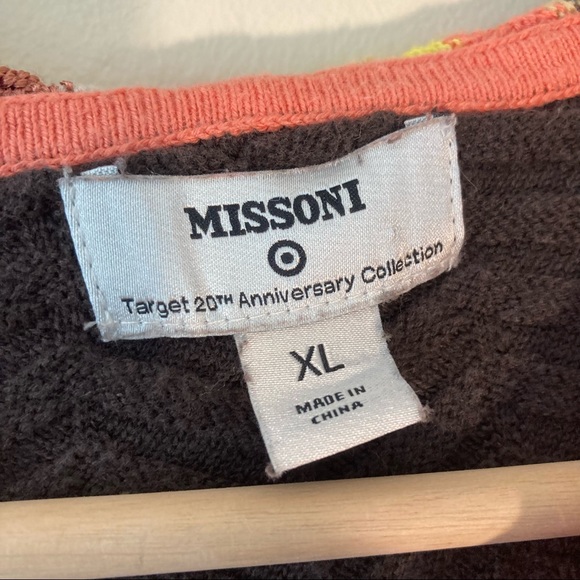 MISSONI
Target 20TH Anniversary Collection
XL
MADE IN
CHINA